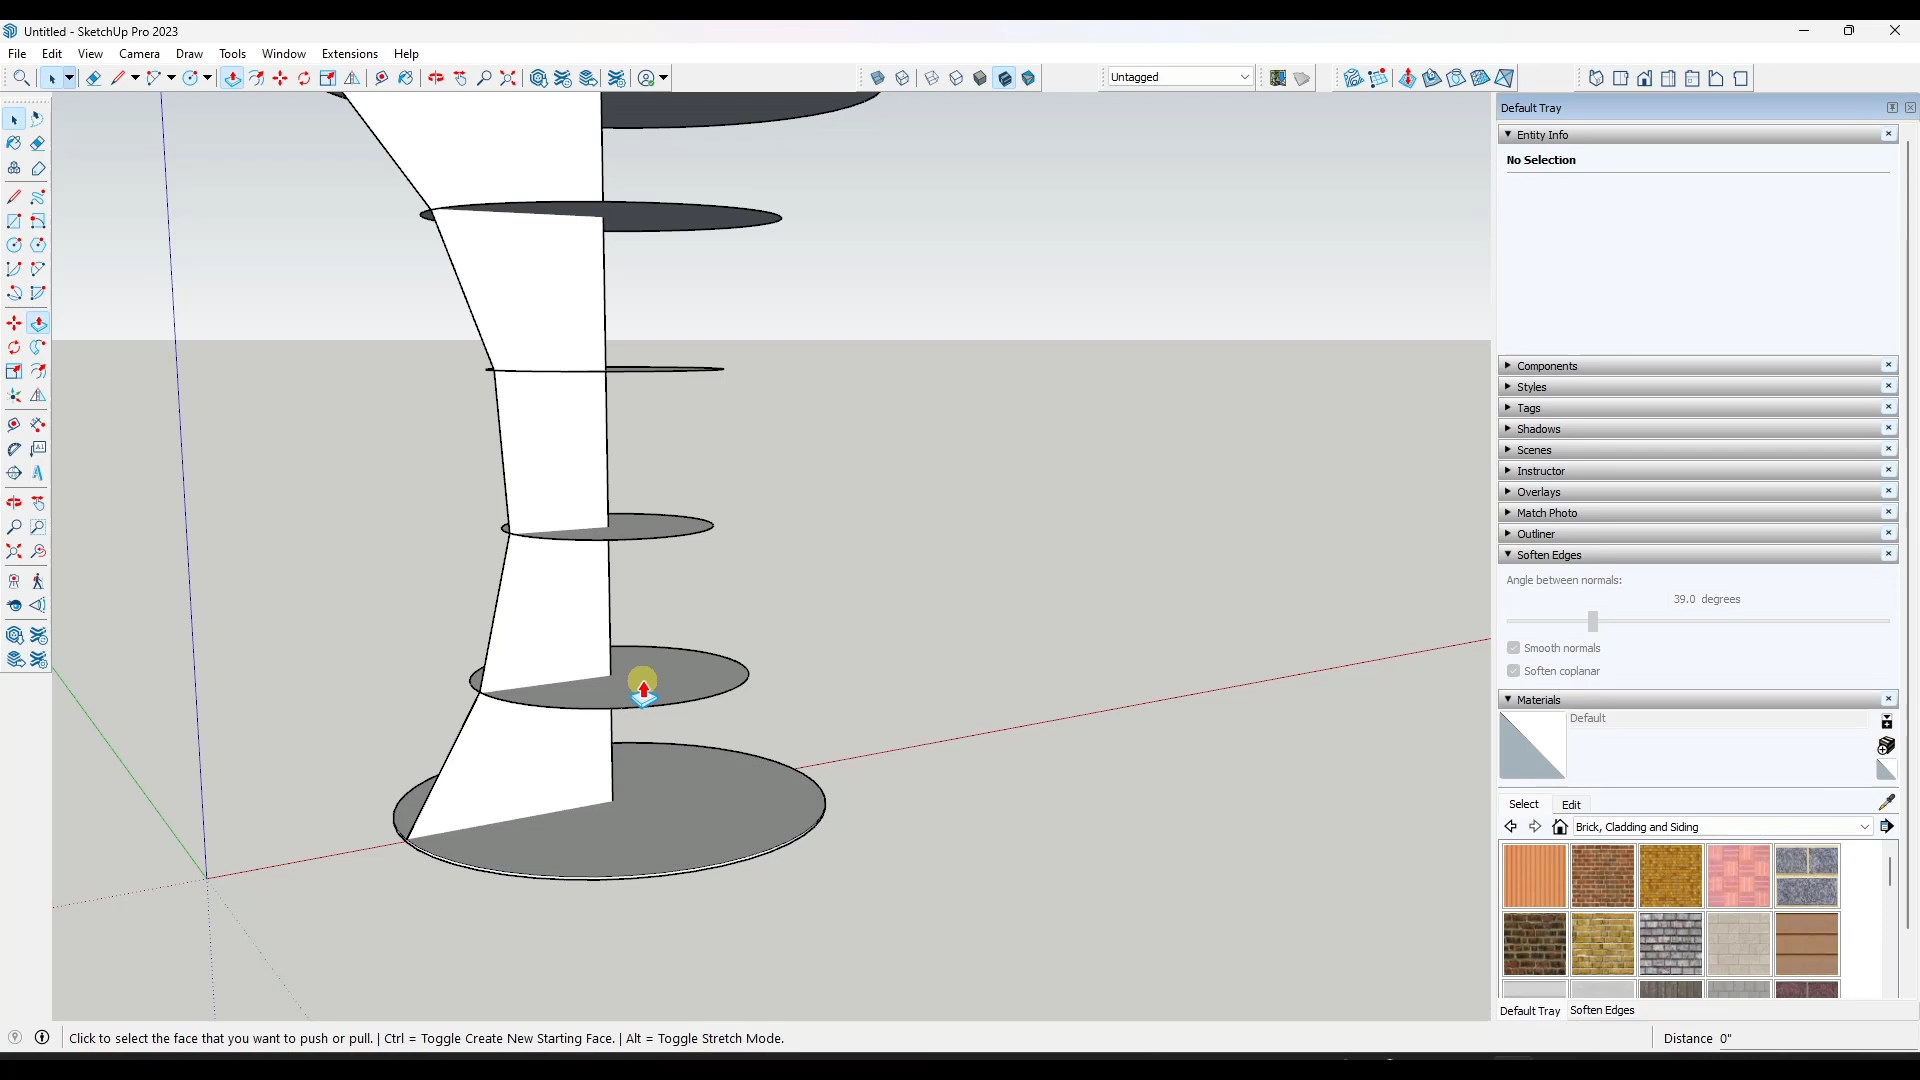 Untitled - SketchUp Pro 2023
File Edit View Camera Draw Tools Window Extensions Help
Untagged
Default Tray
Entity Info
No Selection
Components
Styles
Tags
Shadows
Scenes
Instructor
Overlays
Match Photo
Outliner
Soften Edges
Angle between normals:
39.0 degrees
Smooth normals
Soften coplanar
Materials
Default
Select Edit
Brick, Cladding and Siding
Default Tray Soften Edges
Click to select the face that you want to push or pull. | Ctrl = Toggle Create New Starting Face. | Alt = Toggle Stretch Mode.
Distance 0"